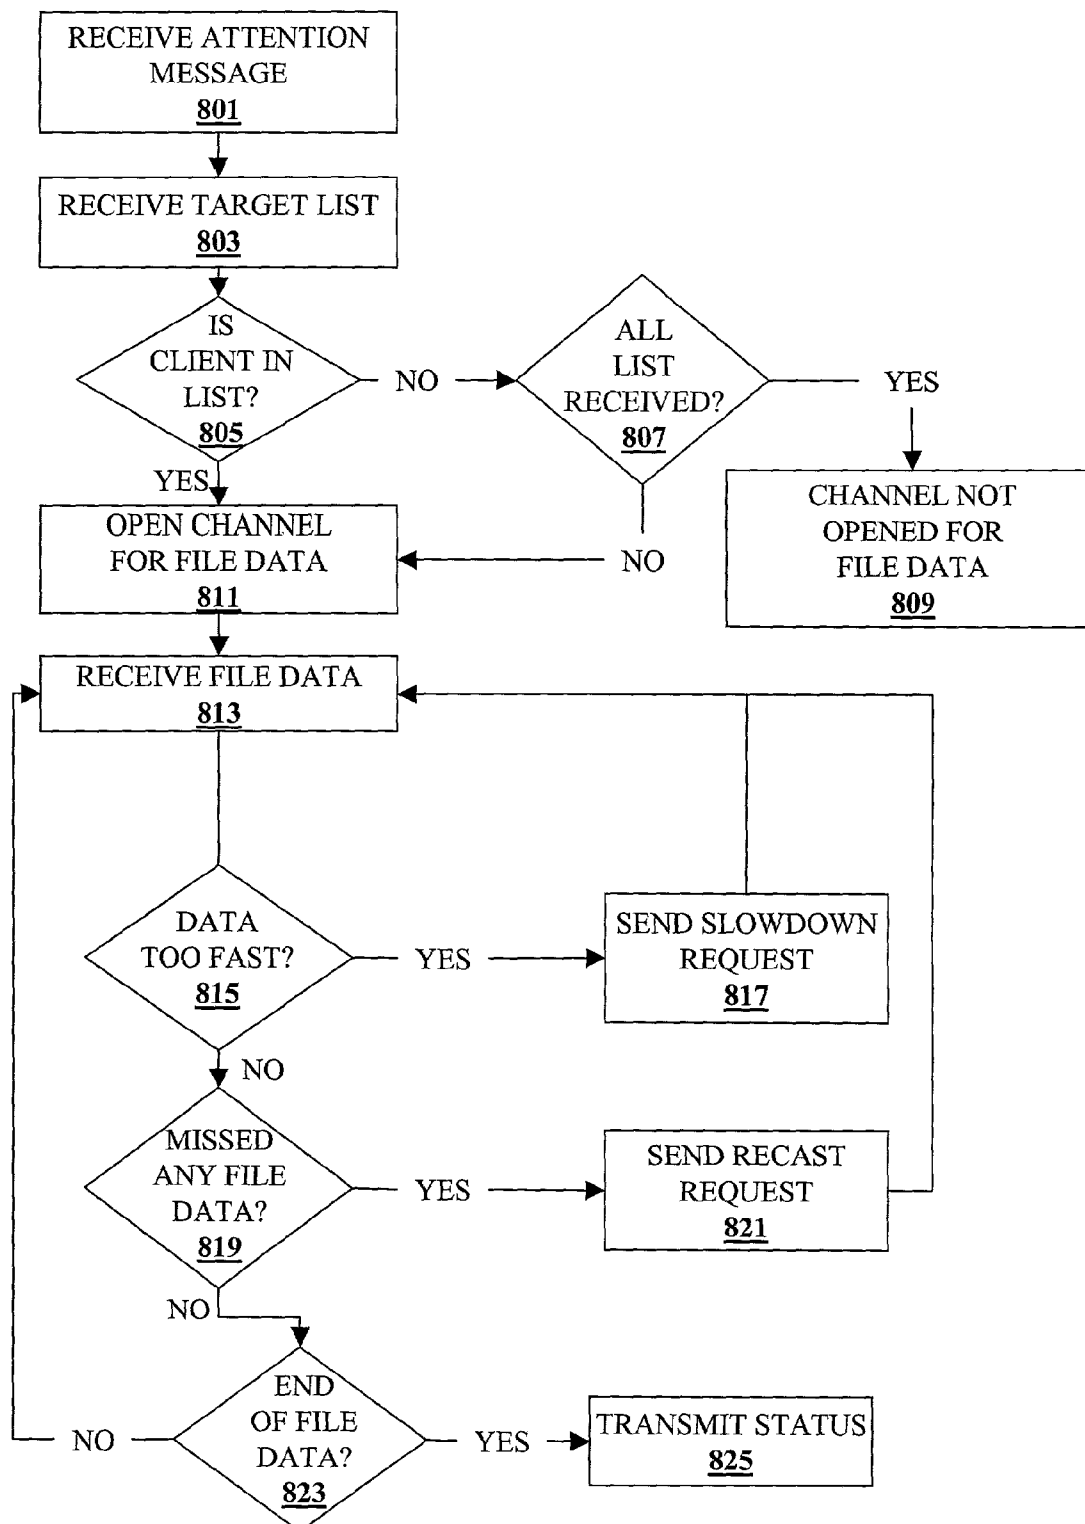 RECEIVE ATTENTION
MESSAGE
801
RECEIVE TARGET LIST
803
IS
CLIENT IN
LIST?
805
NO
ALL
LIST
RECEIVED?
807
YES
YES
NO
CHANNEL NOT
OPENED FOR
FILE DATA
809
OPEN CHANNEL
FOR FILE DATA
811
RECEIVE FILE DATA
813
DATA
TOO FAST?
815
YES
SEND SLOWDOWN
REQUEST
817
NO
MISSED
ANY FILE
DATA?
819
YES
SEND RECAST
REQUEST
821
NO
END
OF FILE
DATA?
823
NO
YES
TRANSMIT STATUS
825